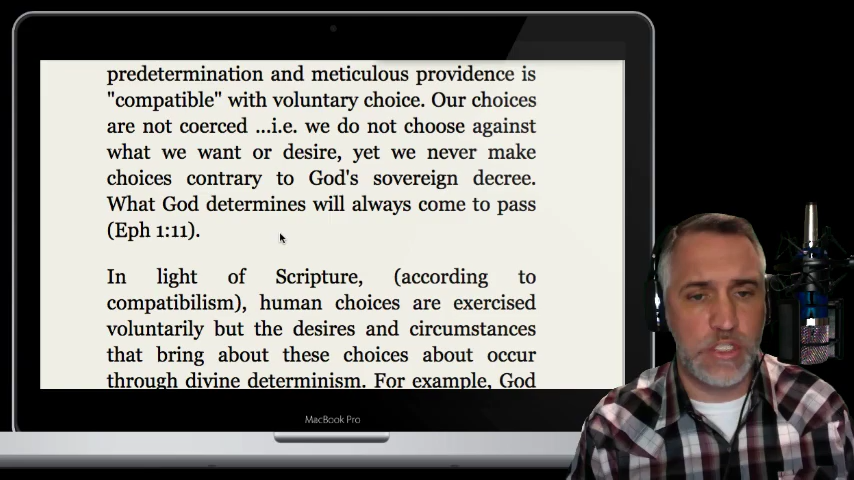 predetermination and meticulous providence is
"compatible" with voluntary choice. Our choices
are not coerced ...i.e. we do not choose against
what we want or desire, yet we never make
choices contrary to God's sovereign decree.
What God determines will always come to pass
(Eph 1:11).
In light of Scripture, (according to
compatibilism), human choices are exercised
voluntarily but the desires and circumstances
that bring about these choices about occur
through divine determinism. For example, God
MacBook Pro